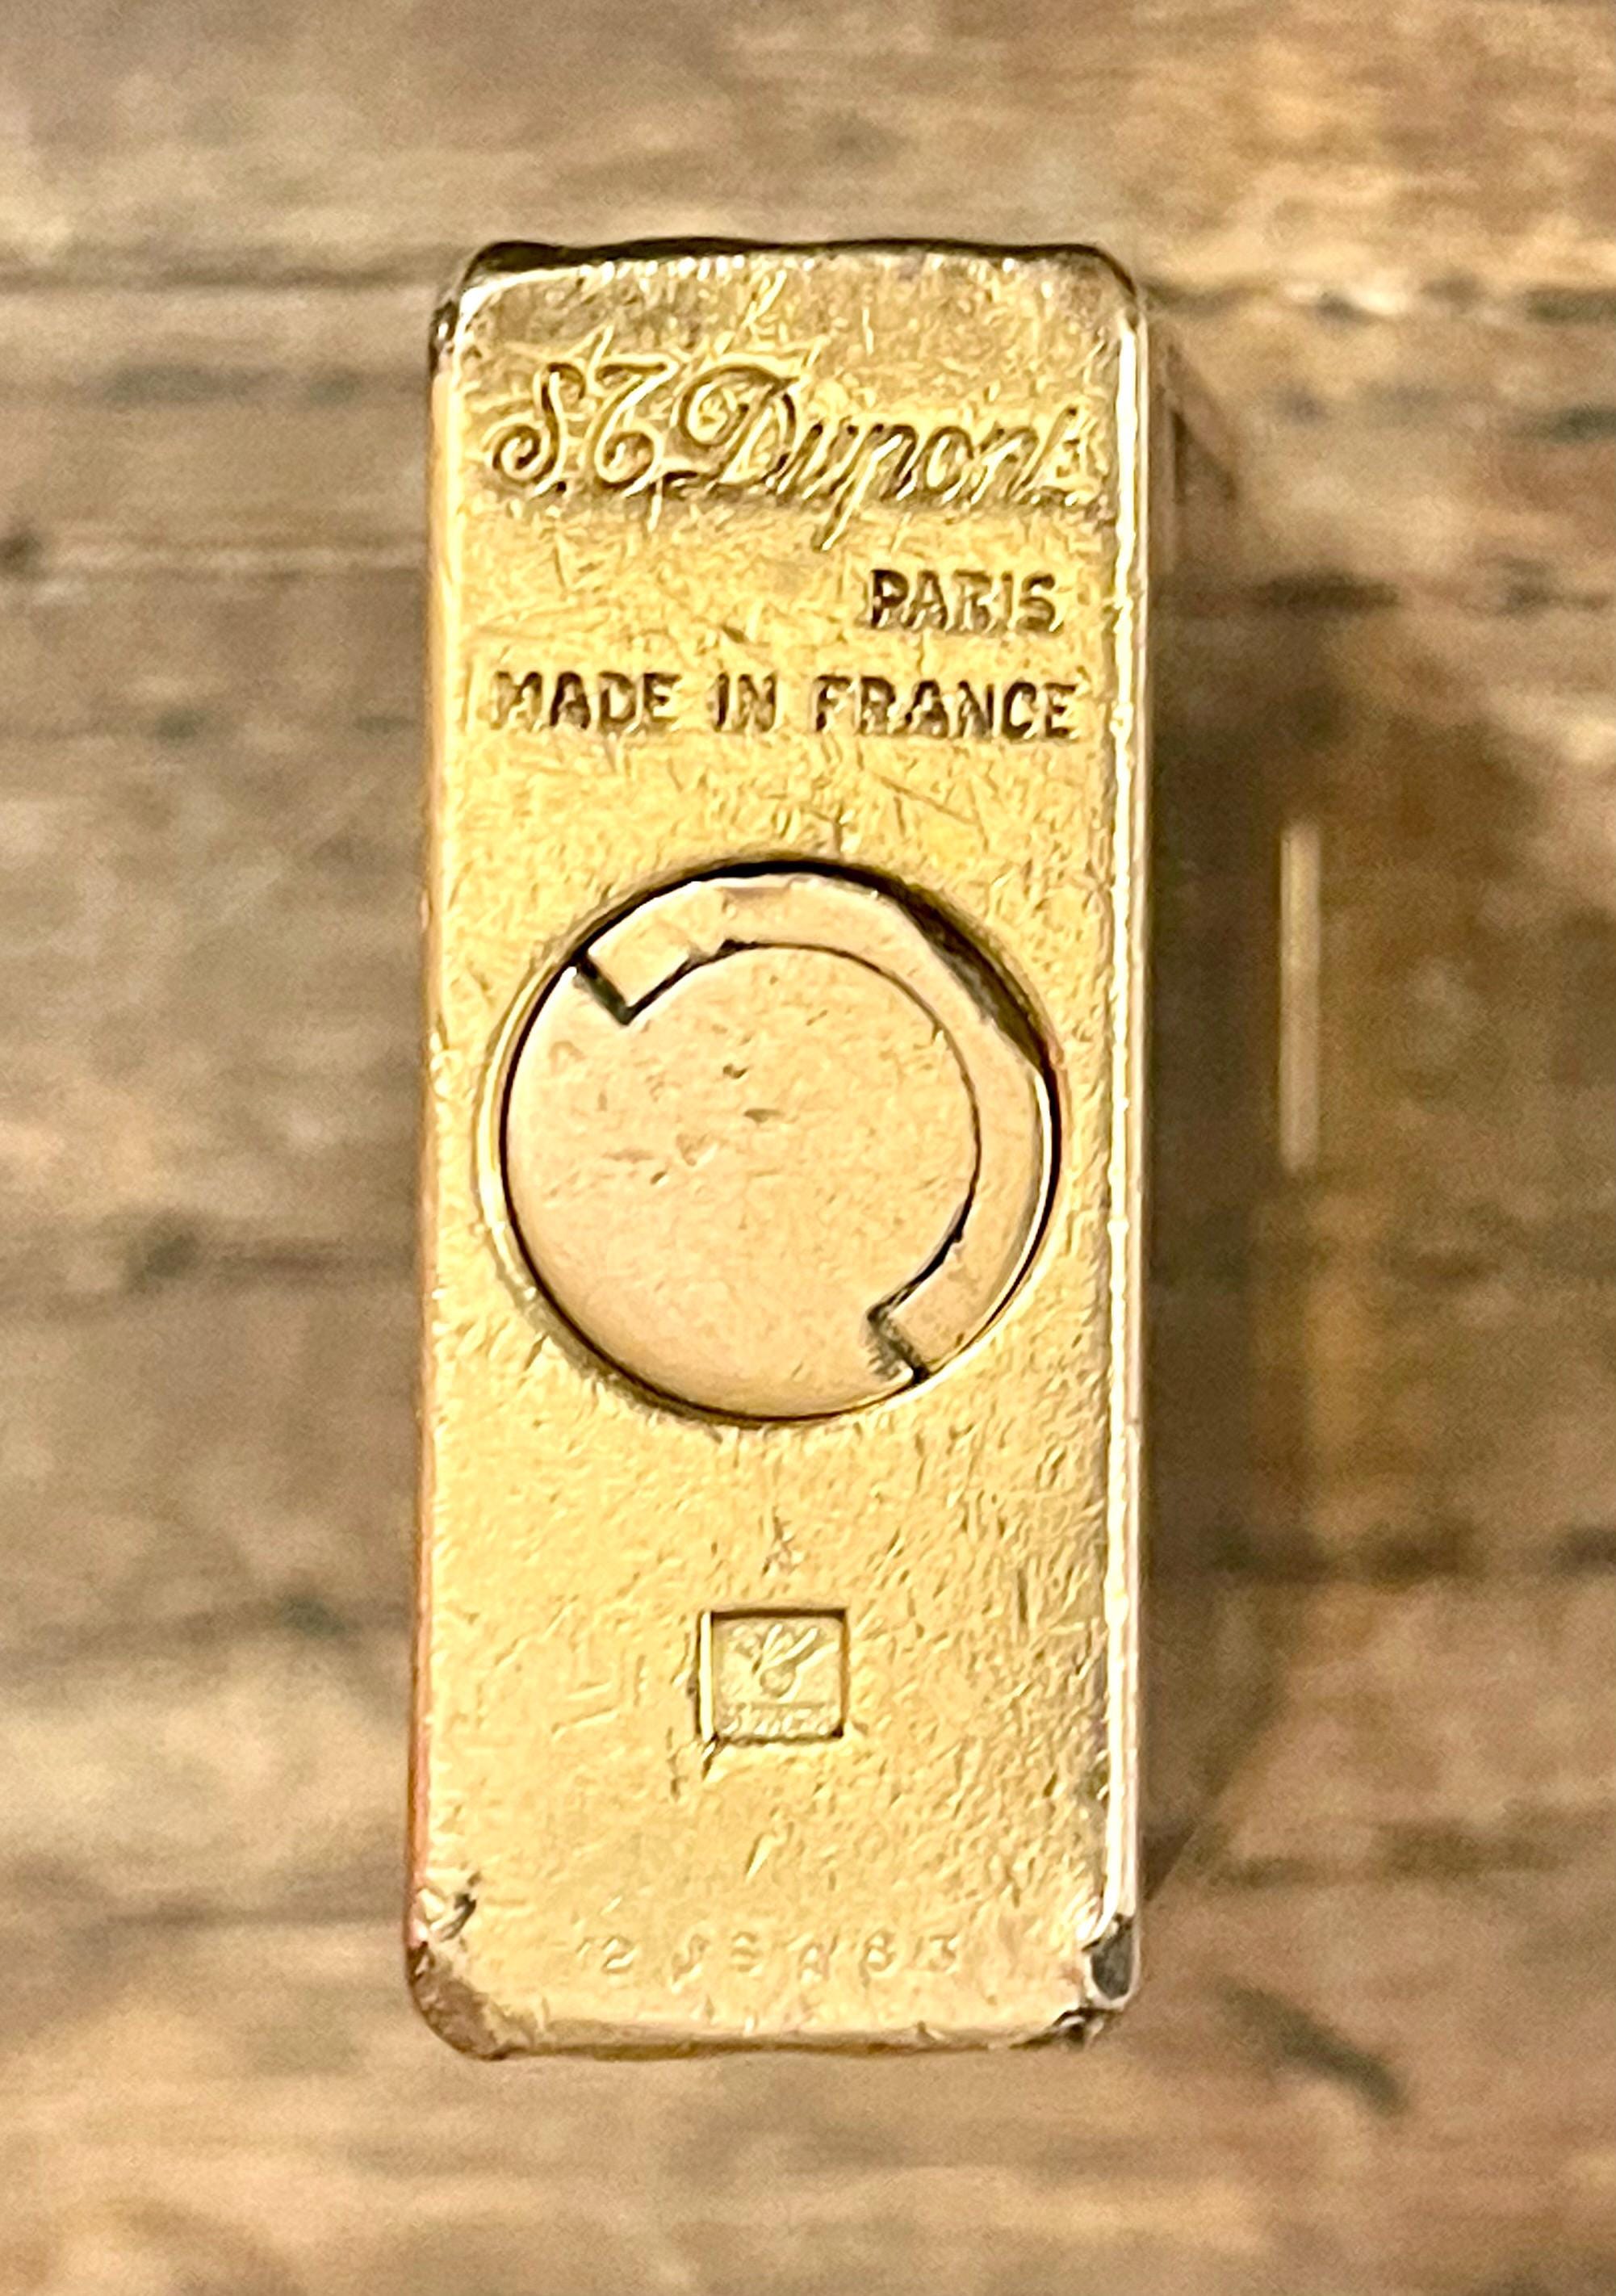 S.T. Dupont
PARIS
MADE IN FRANCE